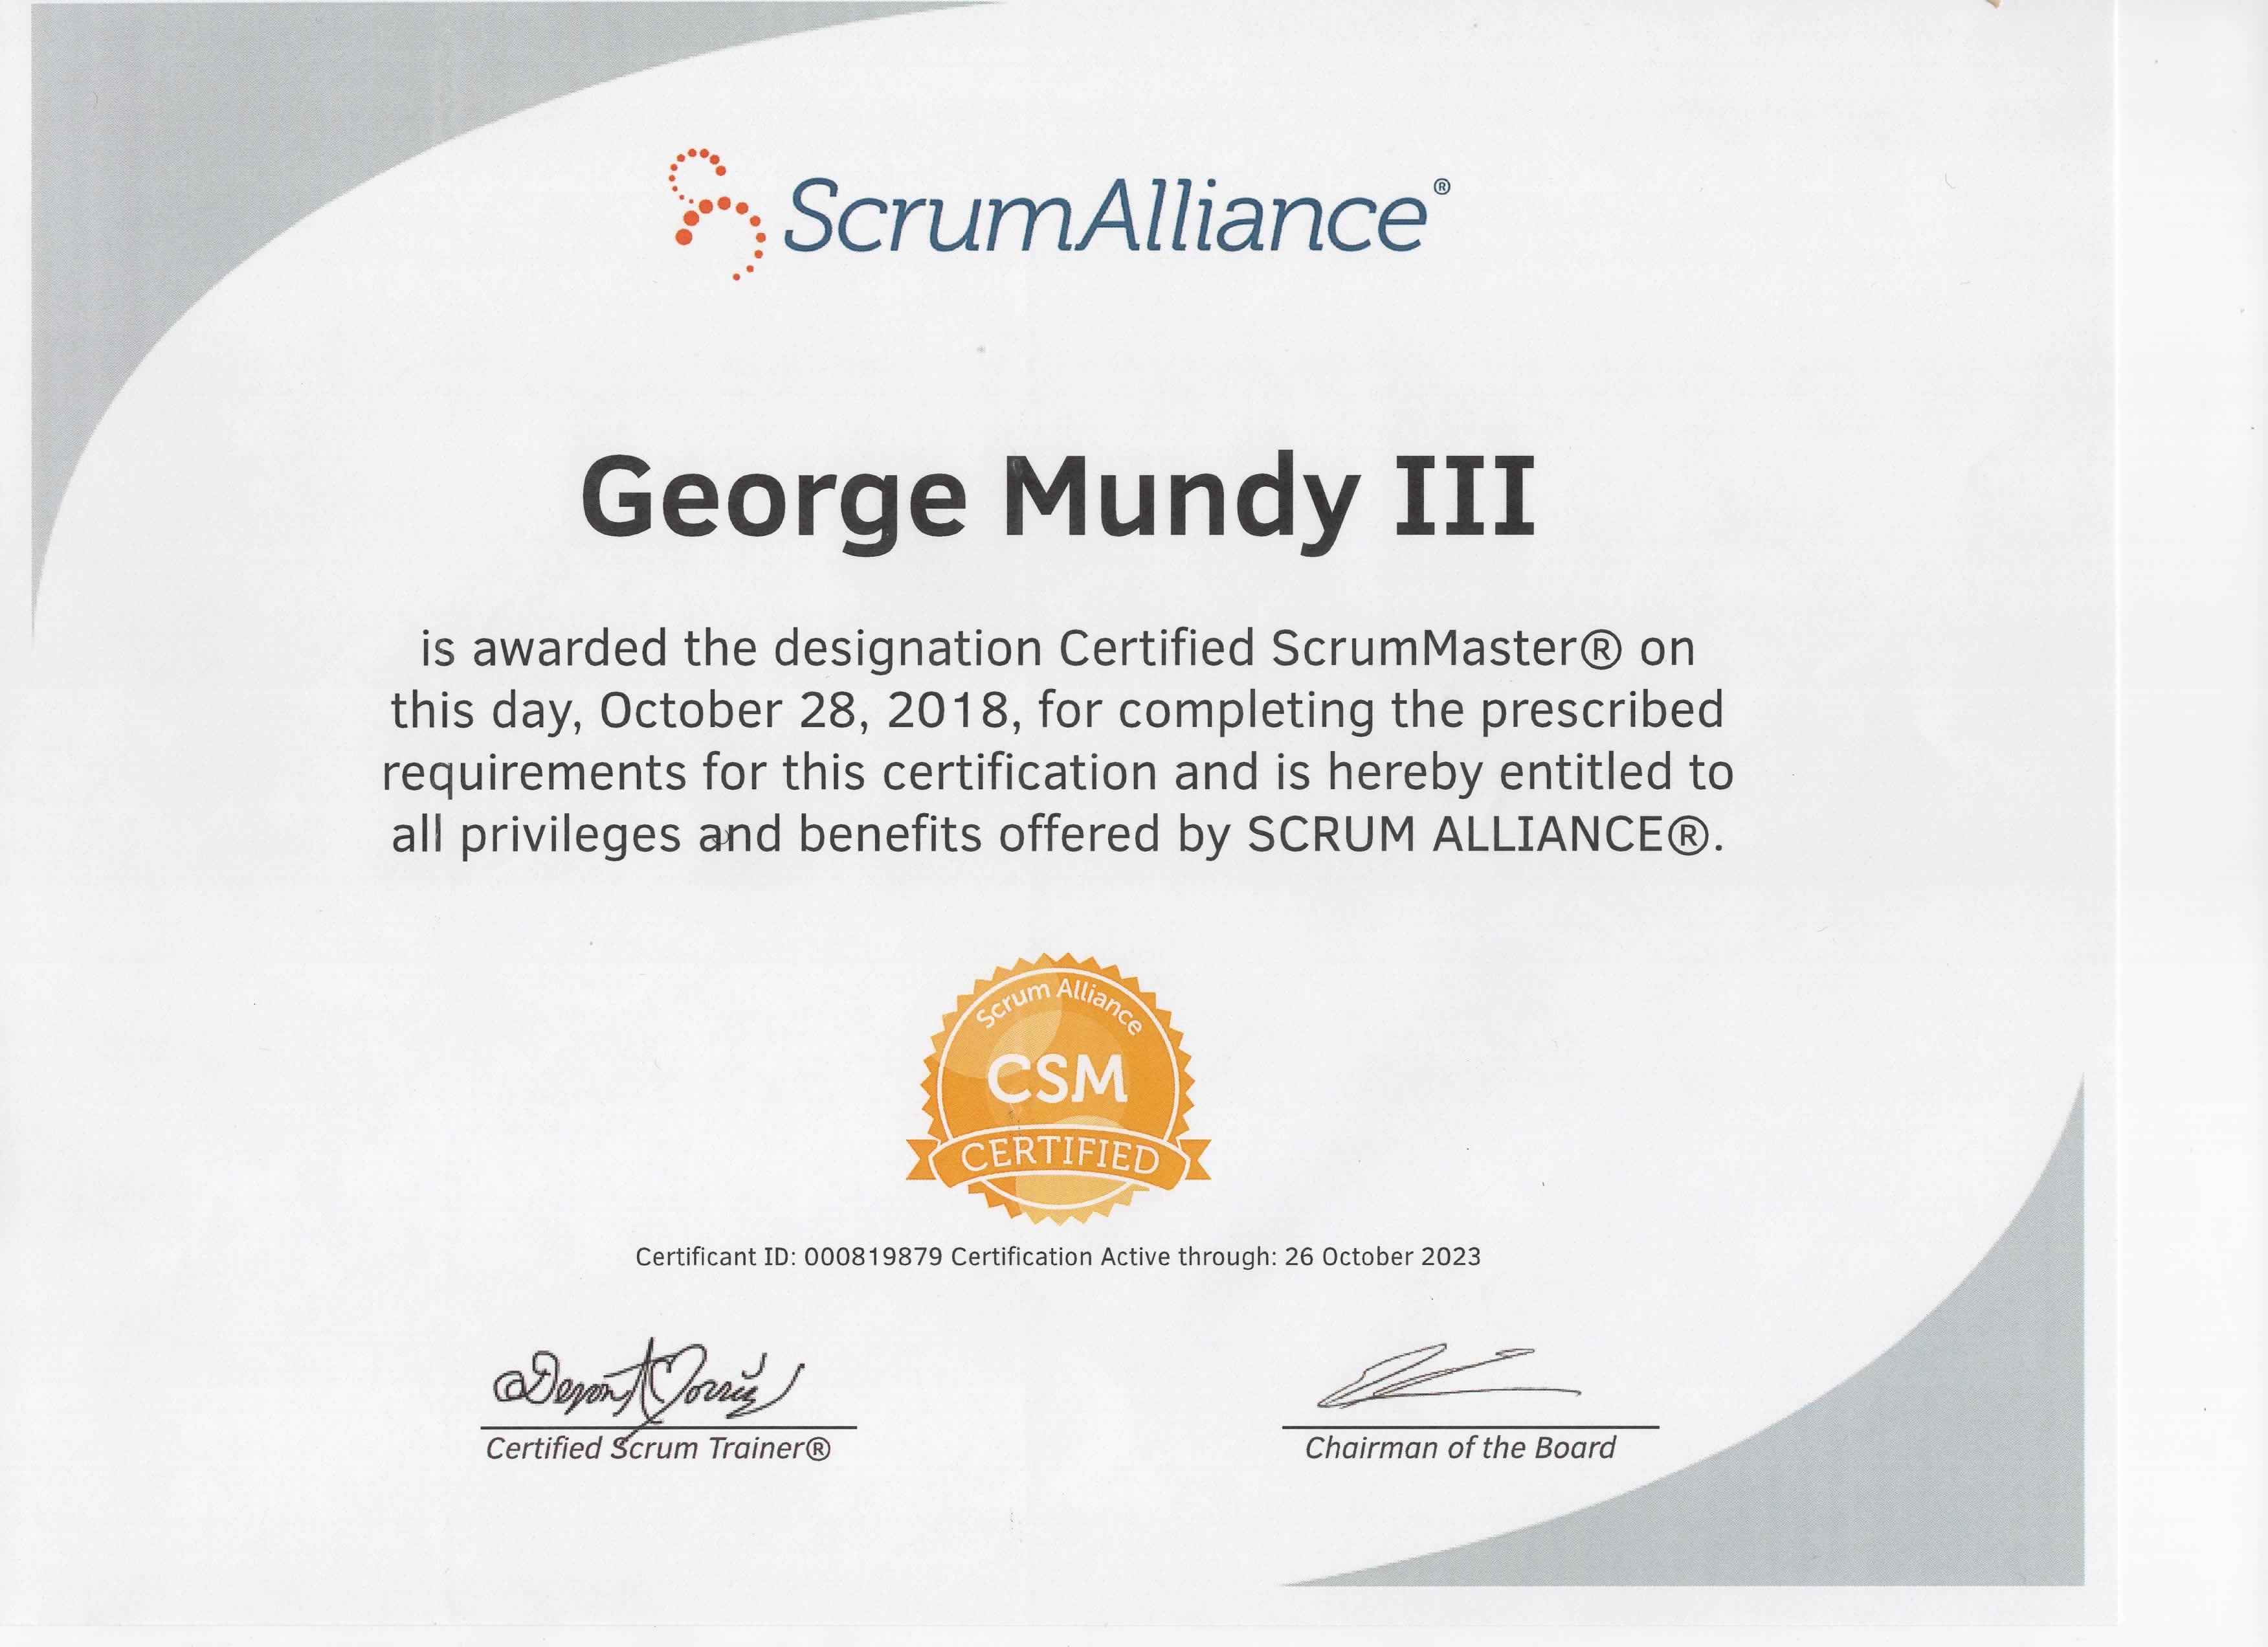 ScrumAlliance®
George Mundy III
is awarded the designation Certified ScrumMaster® on
this day, October 28, 2018, for completing the prescribed
requirements for this certification and is hereby entitled to
all privileges and benefits offered by SCRUM ALLIANCE®.
Scrum Alliance
CSM
CERTIFIED
Certificant ID: 000819879 Certification Active through: 26 October 2023
Certified Scrum Trainer®
Chairman of the Board